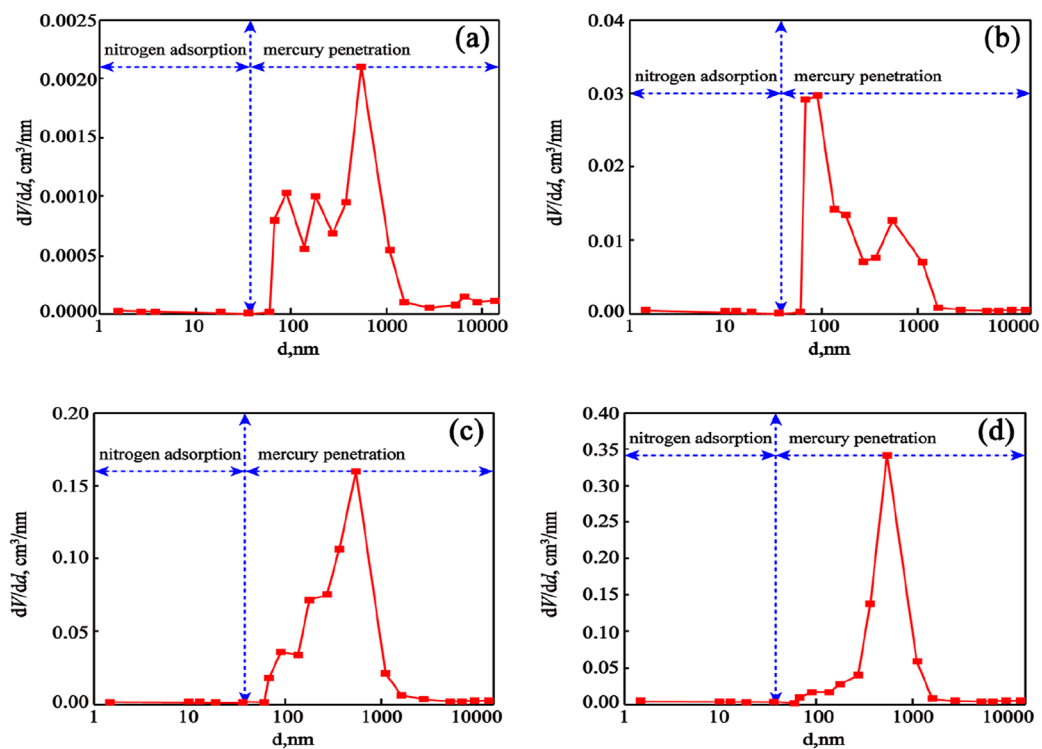 (a)
nitrogen adsorption mercury penetration
dV/dd, cm³/nm
0.0025
0.0020
0.0015
0.0010
0.0005
0.0000
1 10 100 1000 10000
d,nm
(b)
nitrogen adsorption mercury penetration
dV/dd, cm³/nm
0.04
0.03
0.02
0.01
0.00
1 10 100 1000 10000
d,nm
(c)
nitrogen adsorption mercury penetration
dV/dd, cm³/nm
0.20
0.15
0.10
0.05
0.00
1 10 100 1000 10000
d,nm
(d)
nitrogen adsorption mercury penetration
dV/dd, cm³/nm
0.40
0.35
0.30
0.25
0.20
0.15
0.10
0.05
0.00
1 10 100 1000 10000
d,nm